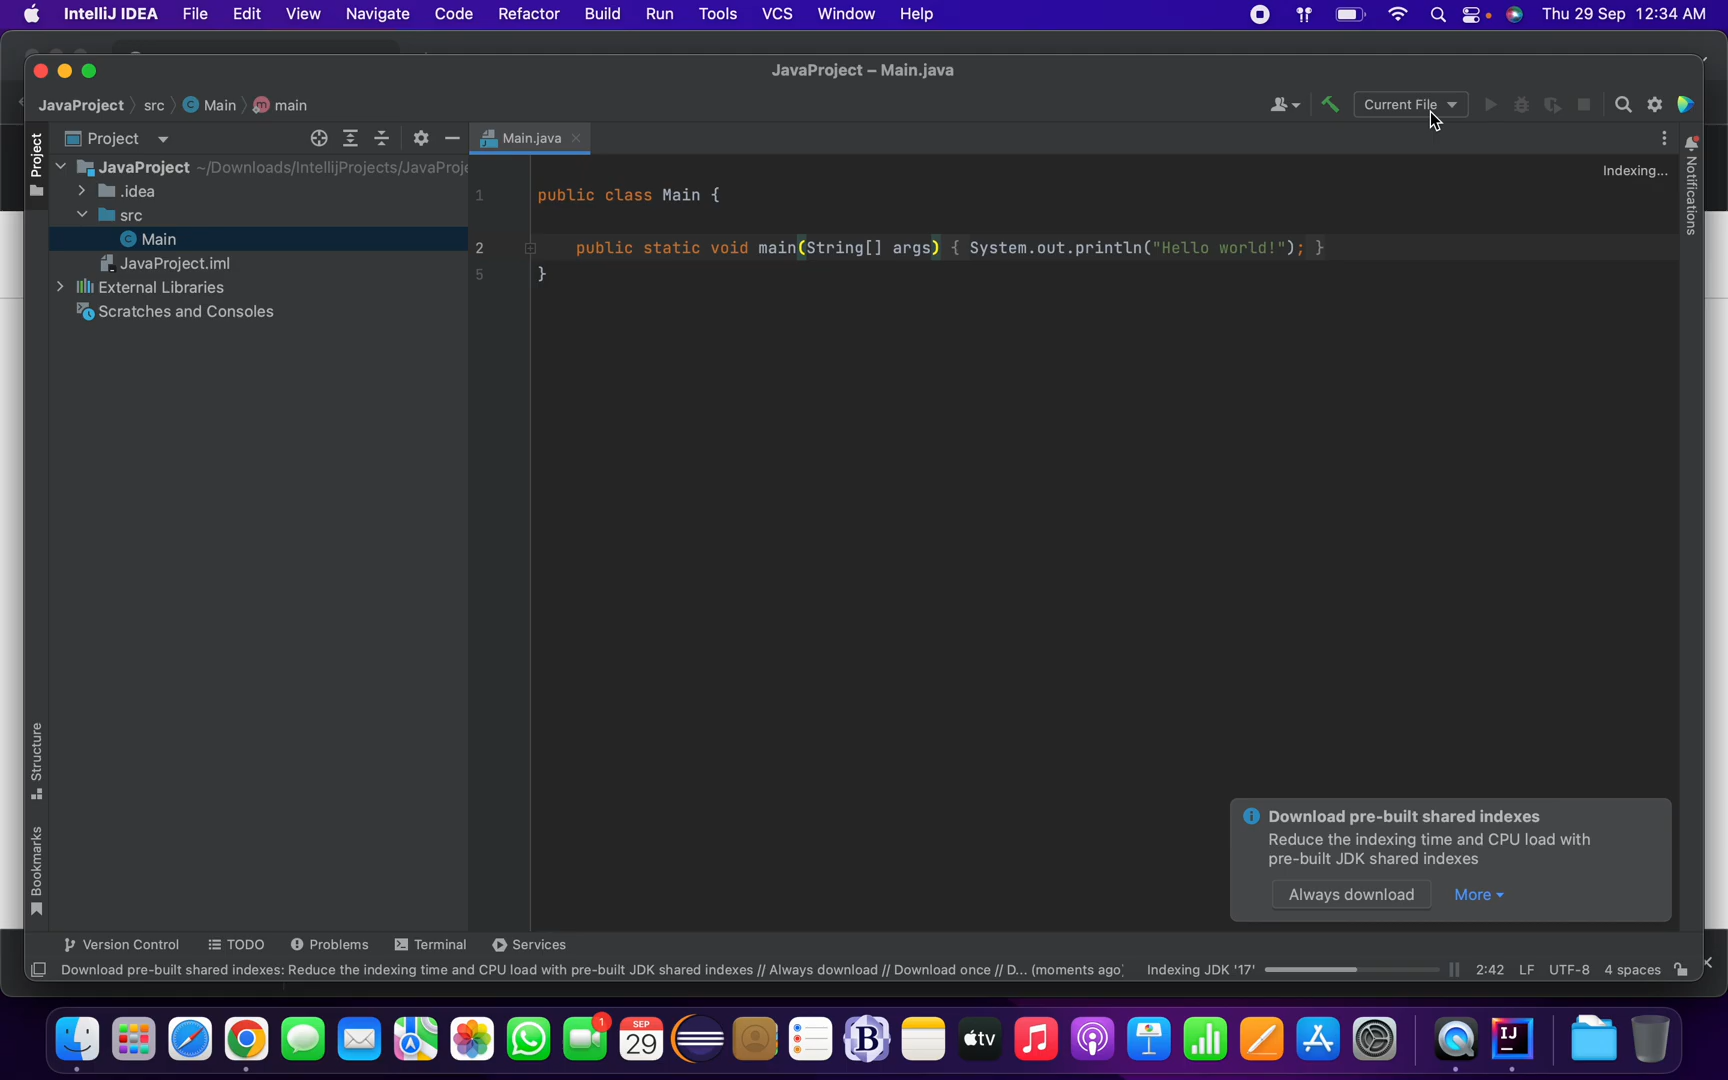 IntelliJ IDEA File Edit View Navigate Code Refactor Build Run Tools VCS Window Help Thu 29 Sep 12:34 AM
JavaProject – Main.java
JavaProject src Main main Current File
Project Main.java
Project
JavaProject ~/Downloads/IntellijProjects/JavaProje
.idea
src
Main
JavaProject.iml
External Libraries
Scratches and Consoles
Structure
Bookmarks
Indexing...
1 public class Main {
2 public static void main(String[] args) { System.out.println("Hello world!"); }
5 }
Notifications
Download pre-built shared indexes
Reduce the indexing time and CPU load with
pre-built JDK shared indexes
Always download More
Version Control TODO Problems Terminal Services
Download pre-built shared indexes: Reduce the indexing time and CPU load with pre-built JDK shared indexes // Always download // Download once // D... (moments ago) Indexing JDK '17' 2:42 LF UTF-8 4 spaces
1
SEP
29
B
tv
IJ